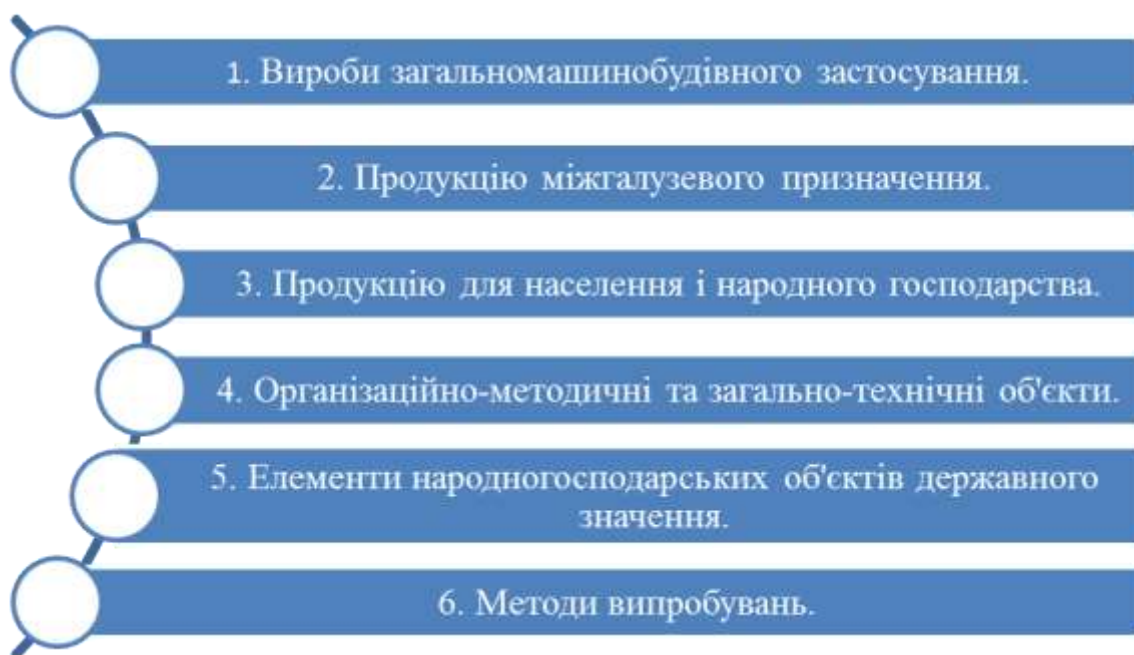 1. Вироби загальномашинобудівного застосування.
2. Продукцію міжгалузевого призначення.
3. Продукцію для населення і народного господарства.
4. Організаційно-методичні та загально-технічні об'єкти.
5. Елементи народногосподарських об'єктів державного
значення.
6. Методи випробувань.